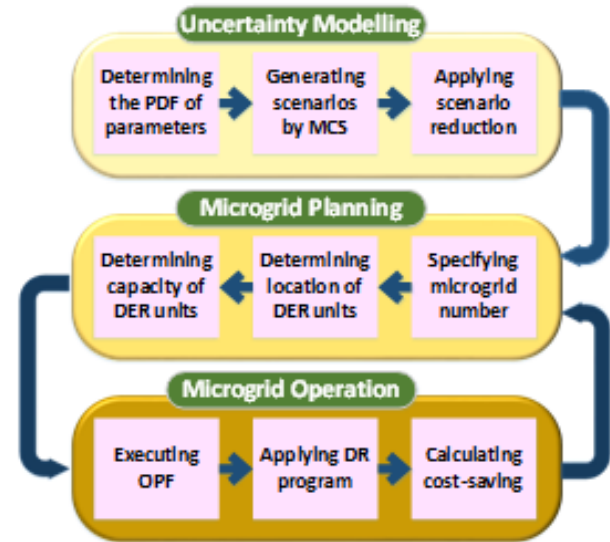 Uncertainty Modelling
Determining
the PDF of
parameters
Generating
scenarios
by MCS
Applying
scenario
reduction
Microgrid Planning
Determining
capacity of
DER units
Determining
location of
DER units
Specifying
microgrid
number
Microgrid Operation
Executing
OPF
Applying DR
program
Calculating
cost-saving